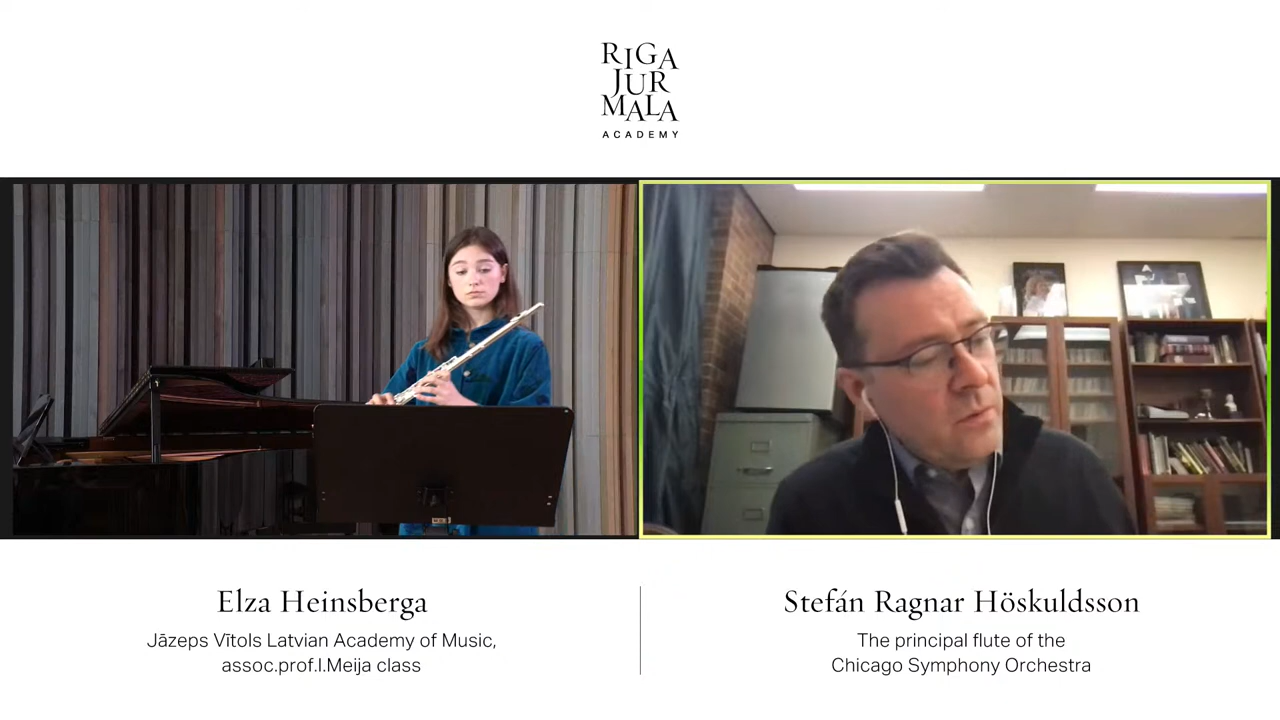 RIGA
JUR
MALA
ACADEMY
Elza Heinsberga
Jāzeps Vītols Latvian Academy of Music,
assoc.prof.I.Meija class
Stefán Ragnar Höskuldsson
The principal flute of the
Chicago Symphony Orchestra